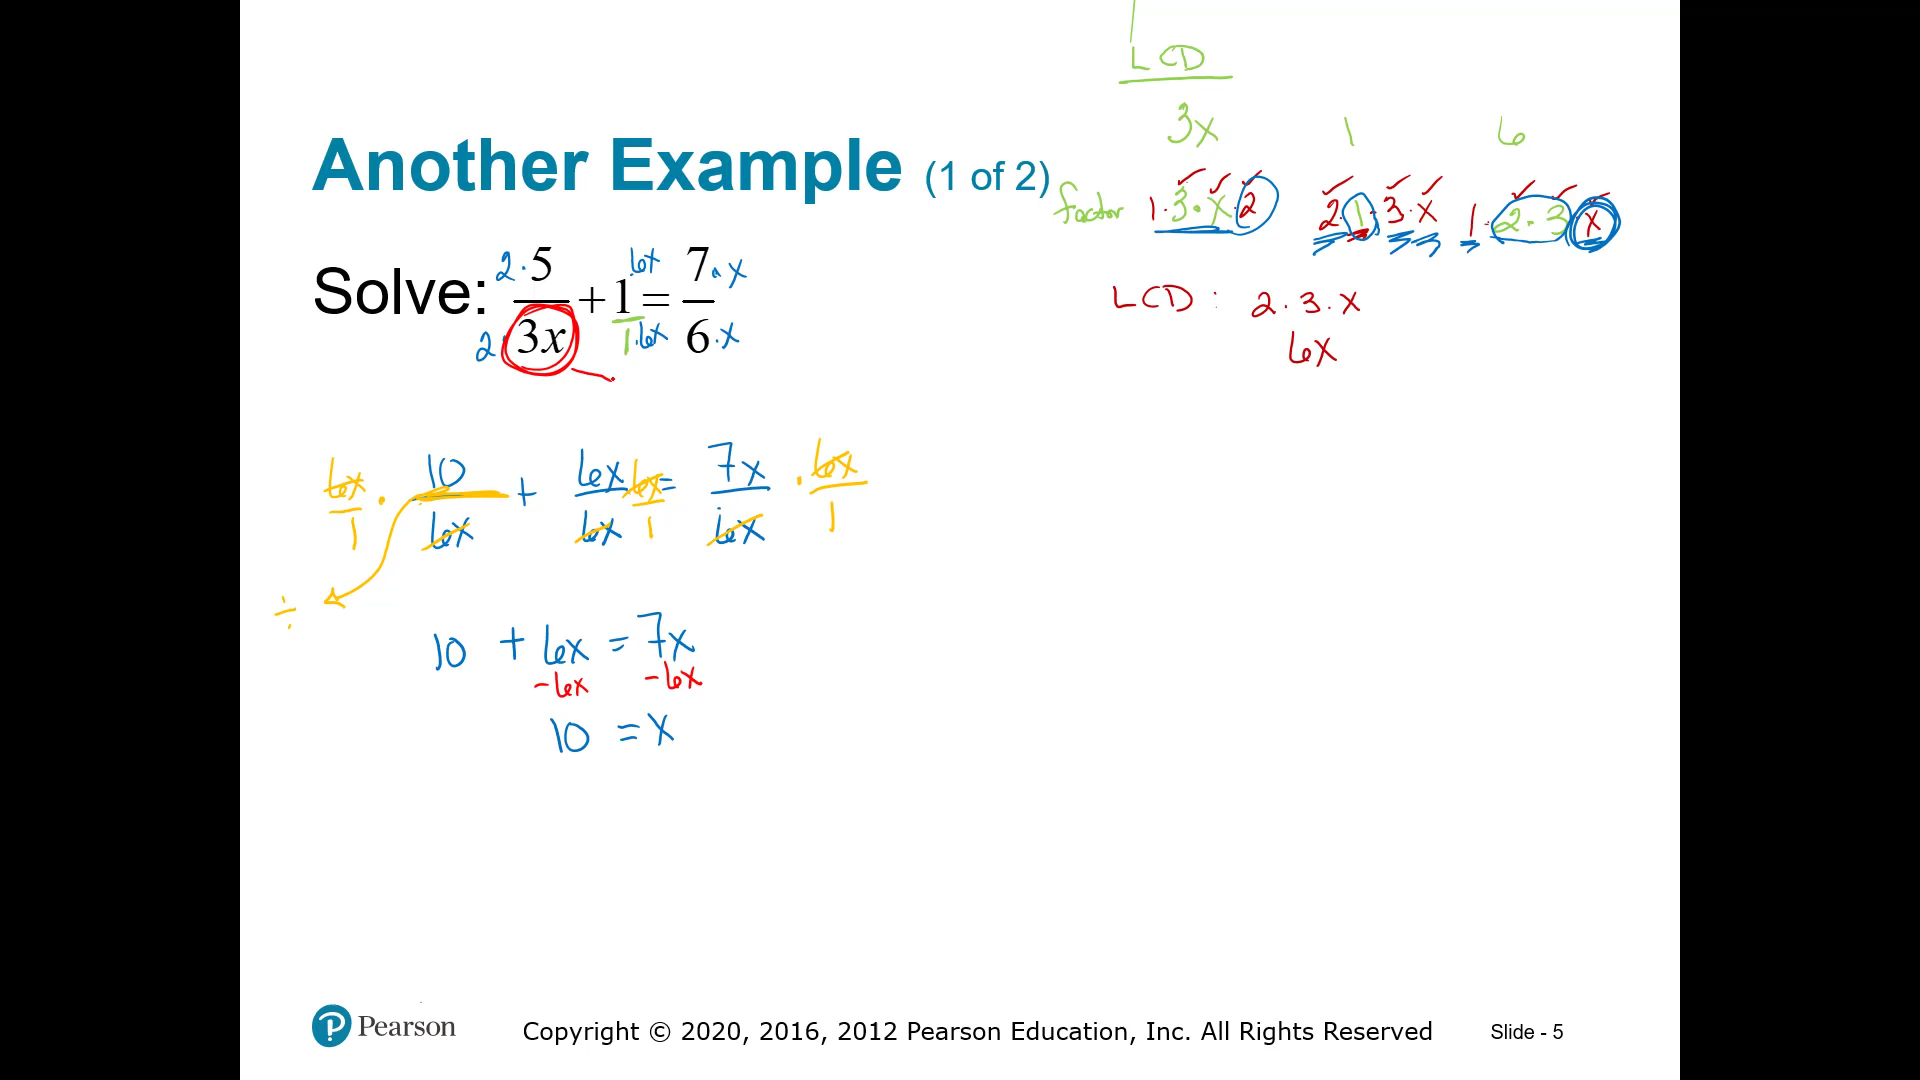 LCD
3x 1 6
factor 1·3·x·2 2·1·3·x 1·2·3·x
LCD : 2·3·x
6x
Another Example (1 of 2)
Solve: 2·5/2·3x + 1·6x/1·6x = 7·x/6·x
6x/1 · 10/6x + 6x/6x 6x/1 = 7x/6x · 6x/1
÷
10 + 6x = 7x
-6x -6x
10 = x
Pearson
Copyright © 2020, 2016, 2012 Pearson Education, Inc. All Rights Reserved
Slide - 5